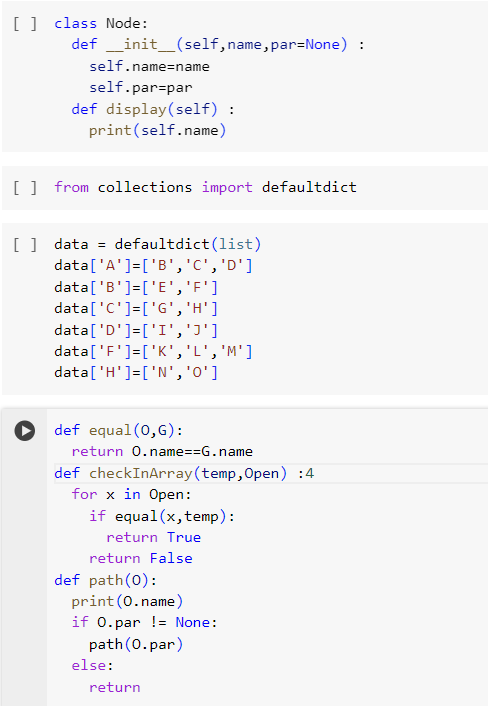 [ ] class Node:
def __init__(self,name,par=None) :
self.name=name
self.par=par
def display(self) :
print(self.name)
[ ] from collections import defaultdict
[ ] data = defaultdict(list)
data['A']=['B','C','D']
data['B']=['E','F']
data['C']=['G','H']
data['D']=['I','J']
data['F']=['K','L','M']
data['H']=['N','O']
def equal(O,G):
return O.name==G.name
def checkInArray(temp,Open) :4
for x in Open:
if equal(x,temp):
return True
return False
def path(O):
print(O.name)
if O.par != None:
path(O.par)
else:
return